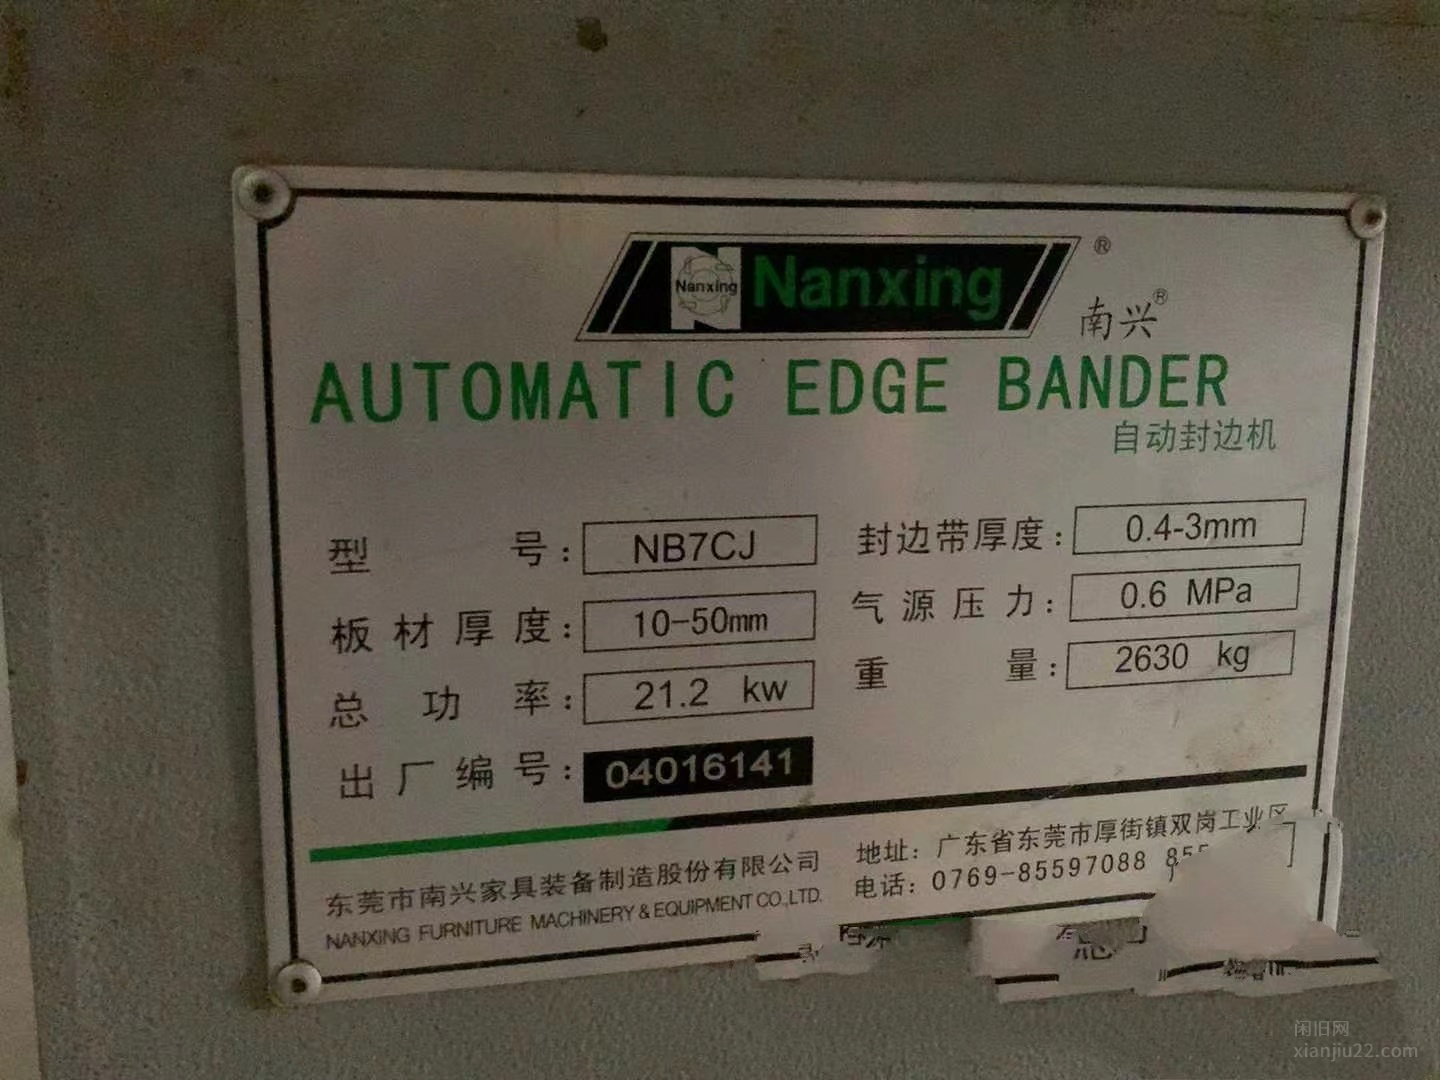 Nanxing Nanxing ®
南兴 ®
AUTOMATIC EDGE BANDER
自动封边机
型号: NB7CJ 封边带厚度: 0.4-3mm
板材厚度: 10-50mm 气源压力: 0.6 MPa
总功率: 21.2 kw 重量: 2630 kg
出厂编号: 04016141
东莞市南兴家具装备制造股份有限公司
NANXING FURNITURE MACHINERY & EQUIPMENT CO.,LTD.
地址: 广东省东莞市厚街镇双岗工业区
电话: 0769-85597088
闲旧网
xianjiu22.com